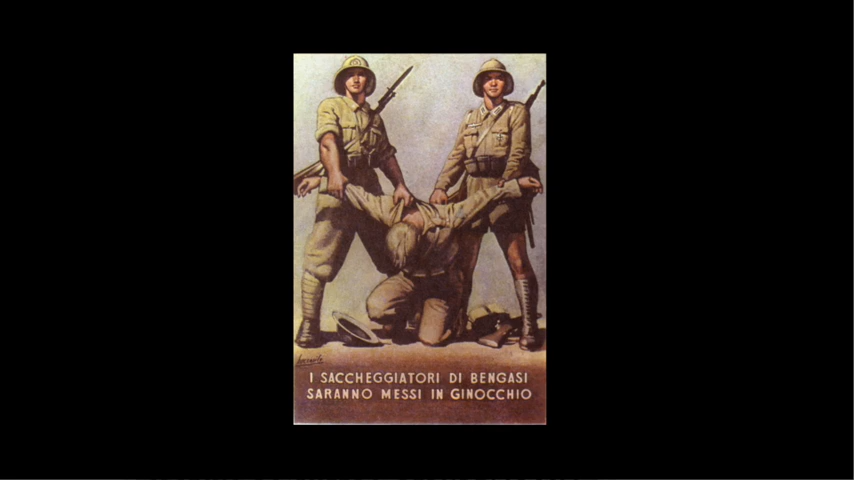 I SACCHEGGIATORI DI BENGASI
SARANNO MESSI IN GINOCCHIO